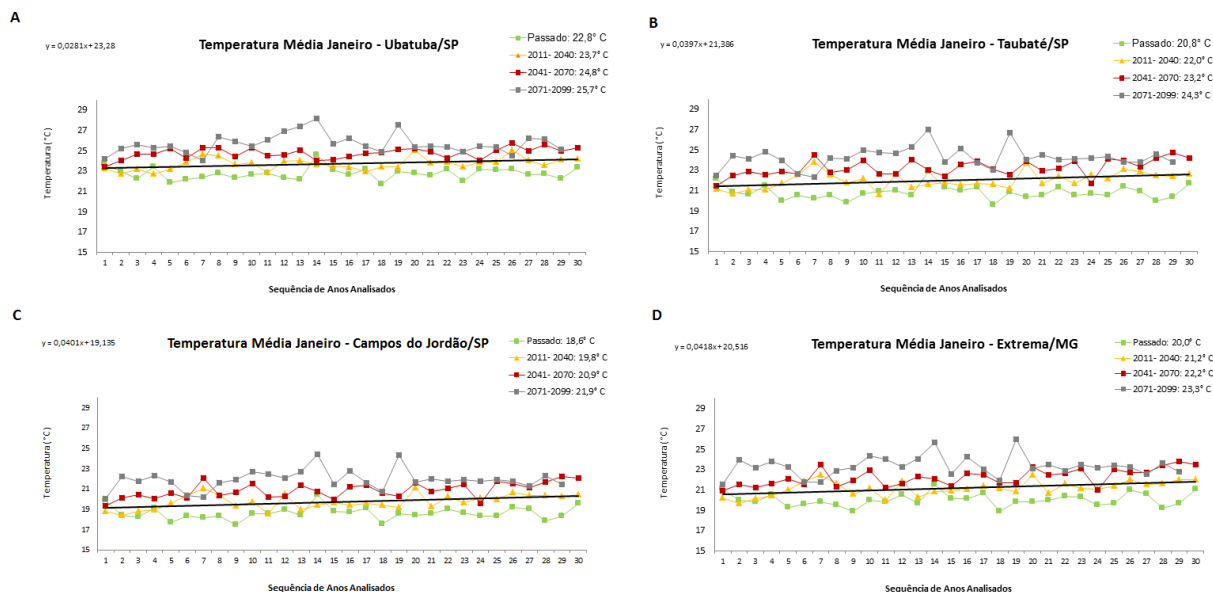 A
y = 0,0281x + 23,28
Temperatura Média Janeiro - Ubatuba/SP
Passado: 22,8° C
2011- 2040: 23,7° C
2041- 2070: 24,8° C
2071-2099: 25,7° C
Temperatura (°C)
29
27
25
23
21
19
17
15
1 2 3 4 5 6 7 8 9 10 11 12 13 14 15 16 17 18 19 20 21 22 23 24 25 26 27 28 29 30
Sequência de Anos Analisados
B
y = 0,0397x + 21,386
Temperatura Média Janeiro - Taubaté/SP
Passado: 20,8° C
2011- 2040: 22,0° C
2041- 2070: 23,2° C
2071-2099: 24,3° C
Temperatura (°C)
29
27
25
23
21
19
17
15
1 2 3 4 5 6 7 8 9 10 11 12 13 14 15 16 17 18 19 20 21 22 23 24 25 26 27 28 29 30
Sequência de Anos Analisados
C
y = 0,0401x + 19,135
Temperatura Média Janeiro - Campos do Jordão/SP
Passado: 18,6° C
2011- 2040: 19,8° C
2041- 2070: 20,9° C
2071-2099: 21,9° C
Temperatura (°C)
29
27
25
23
21
19
17
15
1 2 3 4 5 6 7 8 9 10 11 12 13 14 15 16 17 18 19 20 21 22 23 24 25 26 27 28 29 30
Sequência de Anos Analisados
D
y = 0,0418x + 20,516
Temperatura Média Janeiro - Extrema/MG
Passado: 20,0° C
2011- 2040: 21,2° C
2041- 2070: 22,2° C
2071-2099: 23,3° C
Temperatura (°C)
29
27
25
23
21
19
17
15
1 2 3 4 5 6 7 8 9 10 11 12 13 14 15 16 17 18 19 20 21 22 23 24 25 26 27 28 29 30
Sequência de Anos Analisados